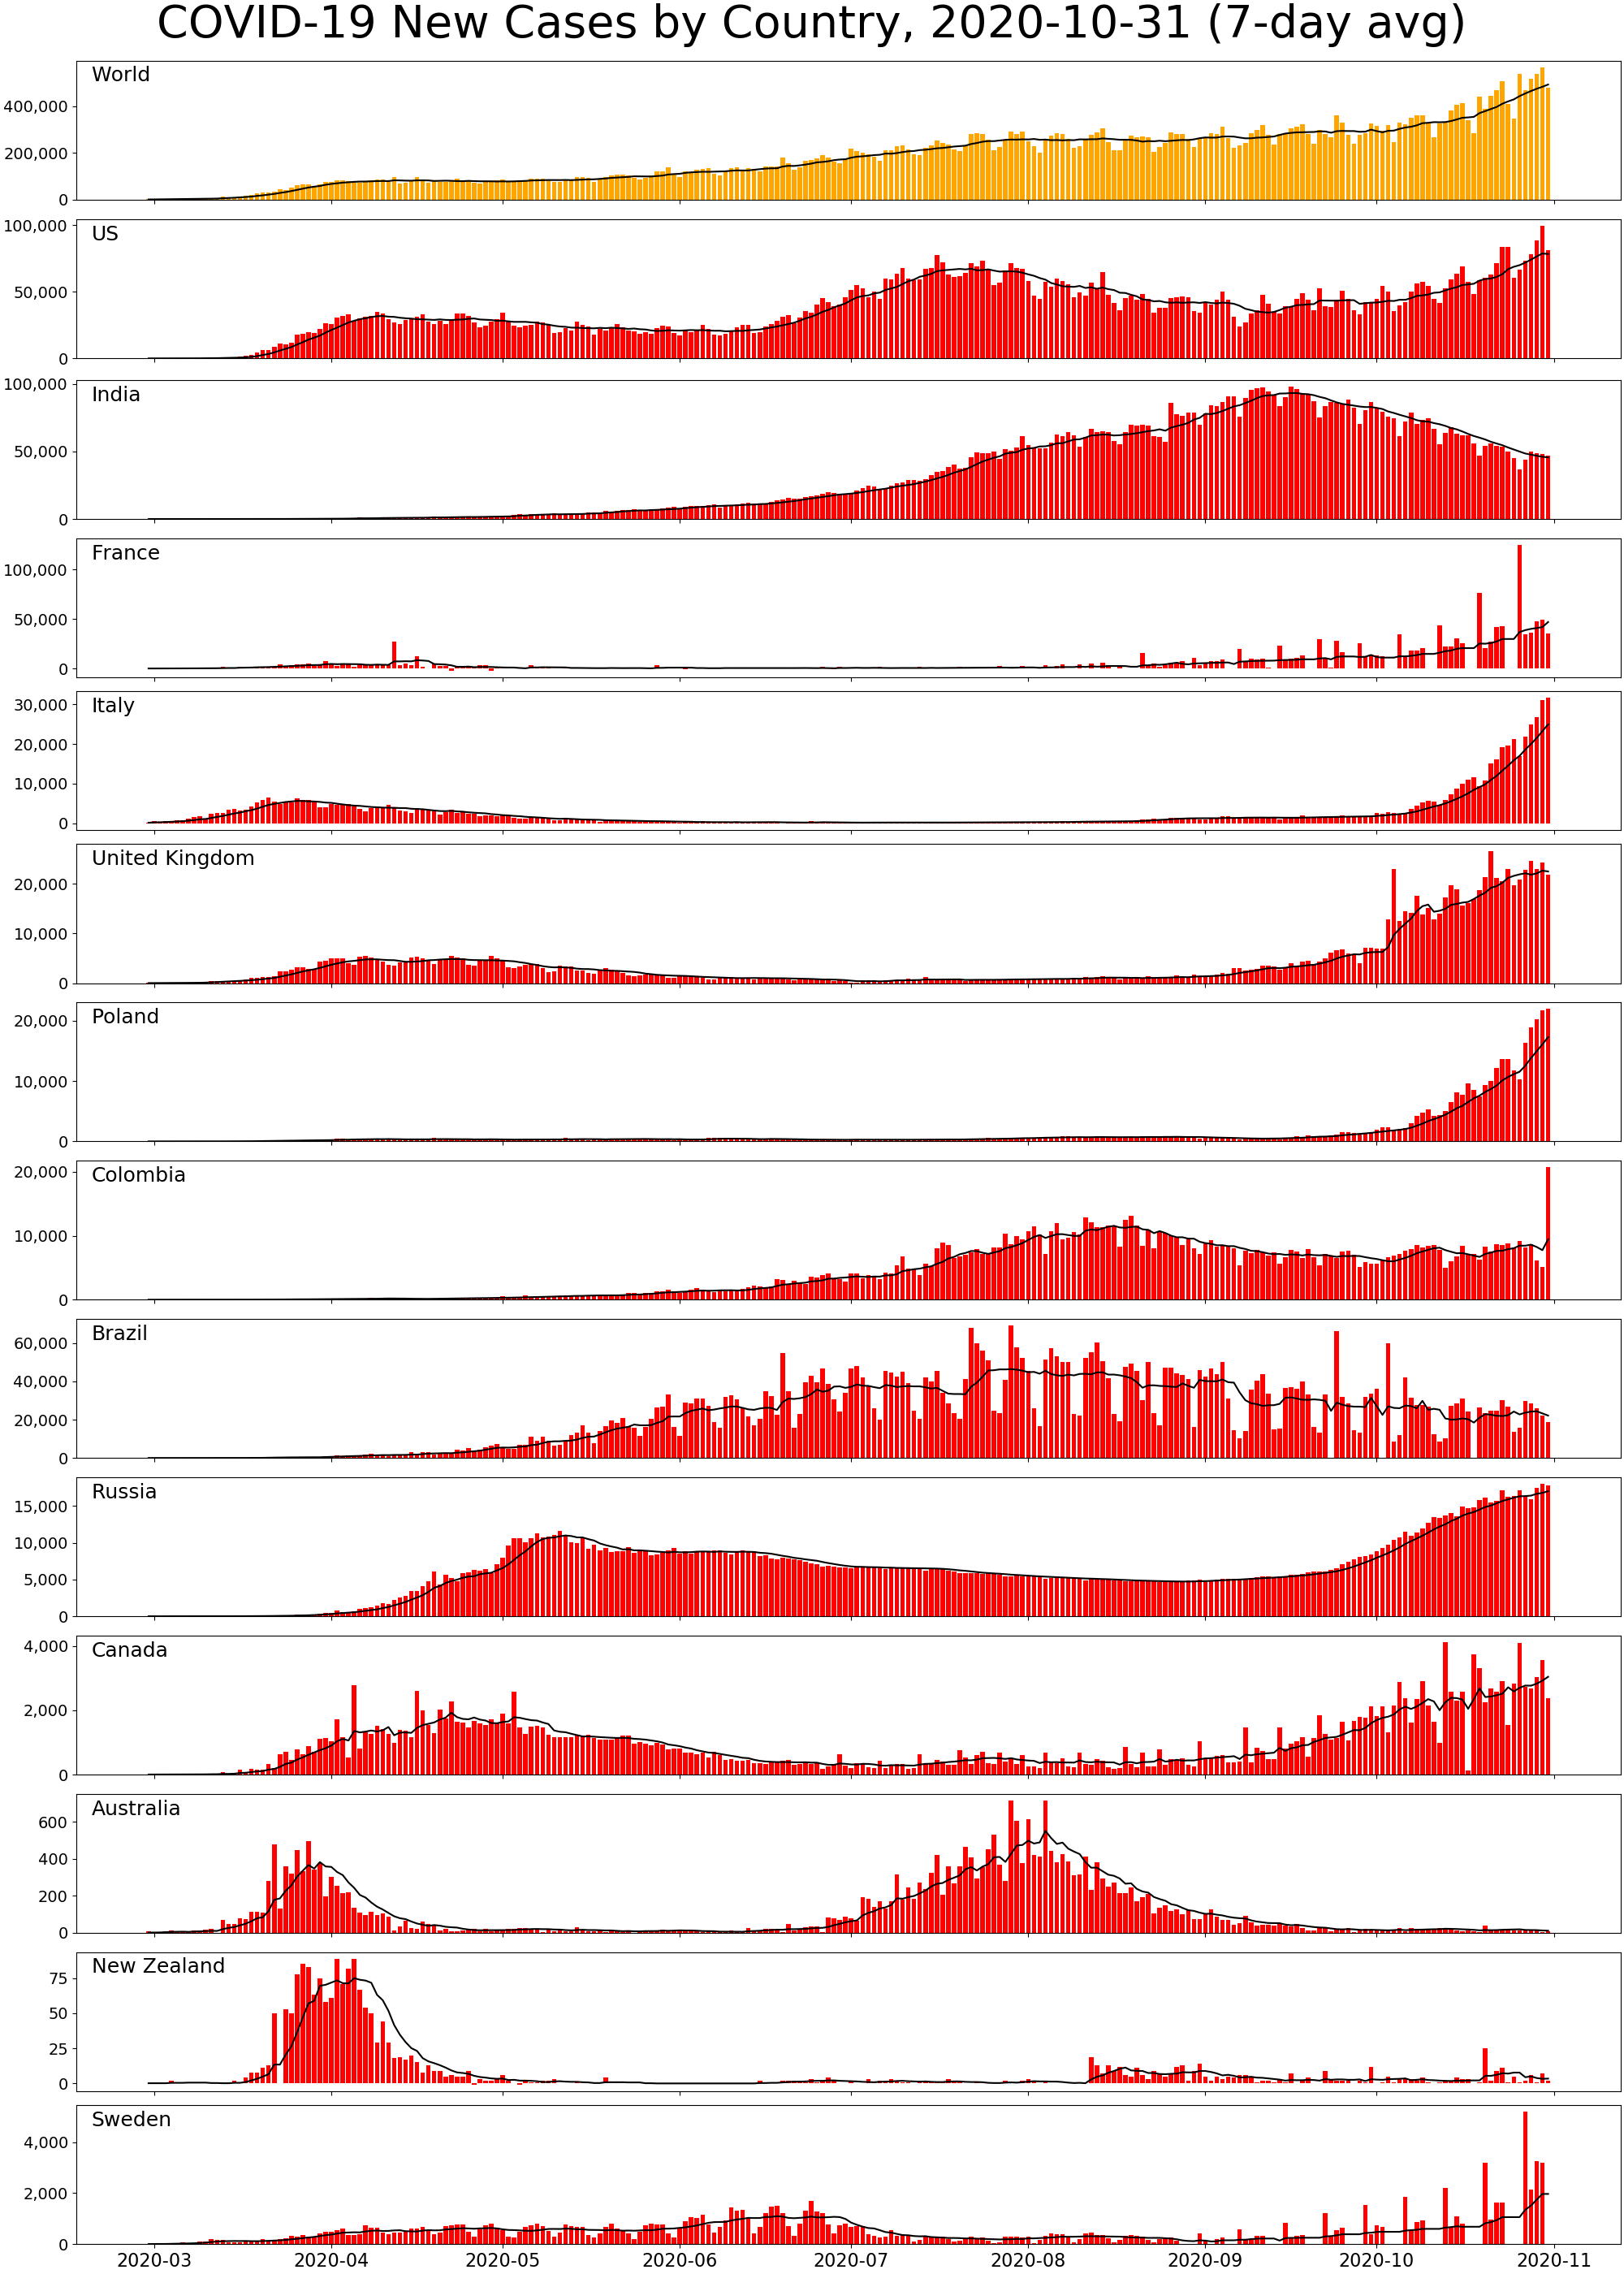 COVID-19 New Cases by Country, 2020-10-31 (7-day avg)
World
400,000
200,000
0
US
100,000
50,000
0
India
100,000
50,000
0
France
100,000
50,000
0
Italy
30,000
20,000
10,000
0
United Kingdom
20,000
10,000
0
Poland
20,000
10,000
0
Colombia
20,000
10,000
0
Brazil
60,000
40,000
20,000
0
Russia
15,000
10,000
5,000
0
Canada
4,000
2,000
0
Australia
600
400
200
0
New Zealand
75
50
25
0
Sweden
4,000
2,000
0
2020-03 2020-04 2020-05 2020-06 2020-07 2020-08 2020-09 2020-10 2020-11